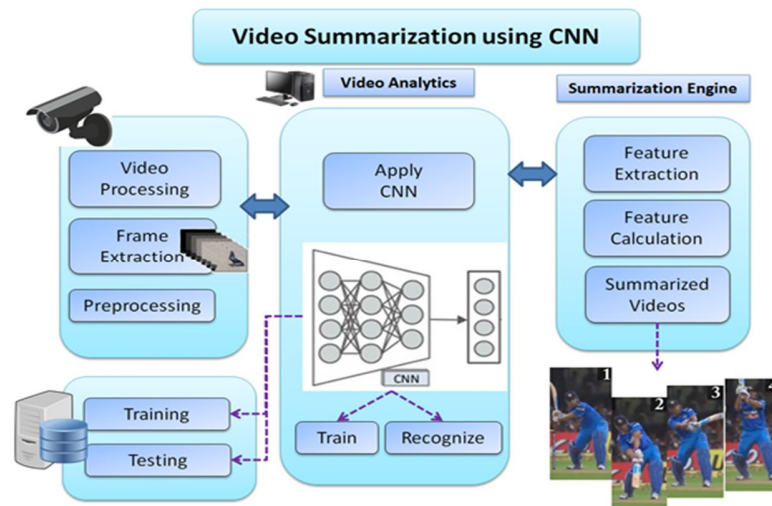 Video Summarization using CNN
Video Analytics
Summarization Engine
Video
Processing
Frame
Extraction
Preprocessing
Apply
CNN
CNN
Train
Recognize
Feature
Extraction
Feature
Calculation
Summarized
Videos
Training
Testing
1
2
3
4